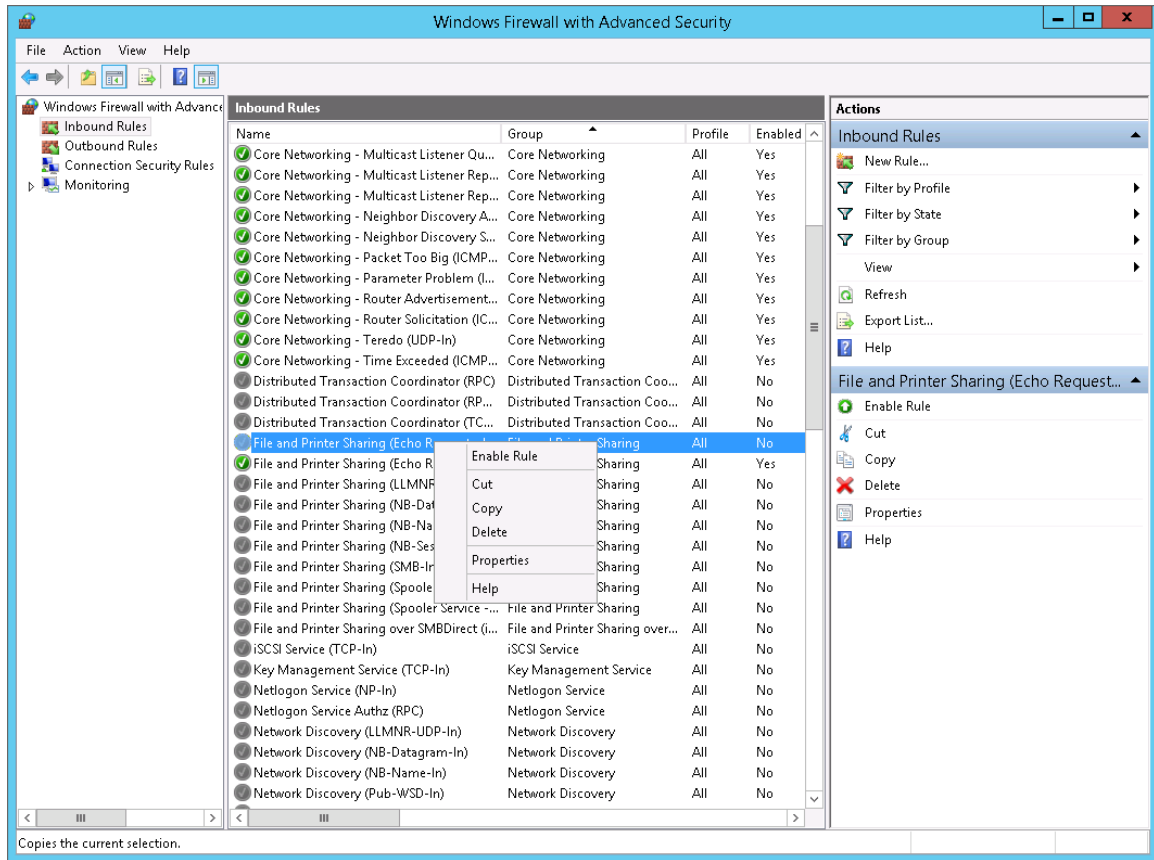 Windows Firewall with Advanced Security
File Action View Help
Windows Firewall with Advance
Inbound Rules
Outbound Rules
Connection Security Rules
Monitoring
Inbound Rules
Name Group Profile Enabled
Core Networking - Multicast Listener Qu... Core Networking All Yes
Core Networking - Multicast Listener Rep... Core Networking All Yes
Core Networking - Multicast Listener Rep... Core Networking All Yes
Core Networking - Neighbor Discovery A... Core Networking All Yes
Core Networking - Neighbor Discovery S... Core Networking All Yes
Core Networking - Packet Too Big (ICMP... Core Networking All Yes
Core Networking - Parameter Problem (I... Core Networking All Yes
Core Networking - Router Advertisement... Core Networking All Yes
Core Networking - Router Solicitation (IC... Core Networking All Yes
Core Networking - Teredo (UDP-In) Core Networking All Yes
Core Networking - Time Exceeded (ICMP... Core Networking All Yes
Distributed Transaction Coordinator (RPC) Distributed Transaction Coo... All No
Distributed Transaction Coordinator (RP... Distributed Transaction Coo... All No
Distributed Transaction Coordinator (TC... Distributed Transaction Coo... All No
File and Printer Sharing (Echo Sharing All No
File and Printer Sharing (Echo R Sharing All Yes
File and Printer Sharing (LLMNR Sharing All No
File and Printer Sharing (NB-Dat Sharing All No
File and Printer Sharing (NB-Na Sharing All No
File and Printer Sharing (NB-Ses Sharing All No
File and Printer Sharing (SMB-In Sharing All No
File and Printer Sharing (Spoole Sharing All No
File and Printer Sharing (Spooler Service -... File and Printer Sharing All No
File and Printer Sharing over SMBDirect (i... File and Printer Sharing over... All No
iSCSI Service (TCP-In) iSCSI Service All No
Key Management Service (TCP-In) Key Management Service All No
Netlogon Service (NP-In) Netlogon Service All No
Netlogon Service Authz (RPC) Netlogon Service All No
Network Discovery (LLMNR-UDP-In) Network Discovery All No
Network Discovery (NB-Datagram-In) Network Discovery All No
Network Discovery (NB-Name-In) Network Discovery All No
Network Discovery (Pub-WSD-In) Network Discovery All No
Enable Rule
Cut
Copy
Delete
Properties
Help
Actions
Inbound Rules
New Rule...
Filter by Profile
Filter by State
Filter by Group
View
Refresh
Export List...
Help
File and Printer Sharing (Echo Request...
Enable Rule
Cut
Copy
Delete
Properties
Help
Copies the current selection.